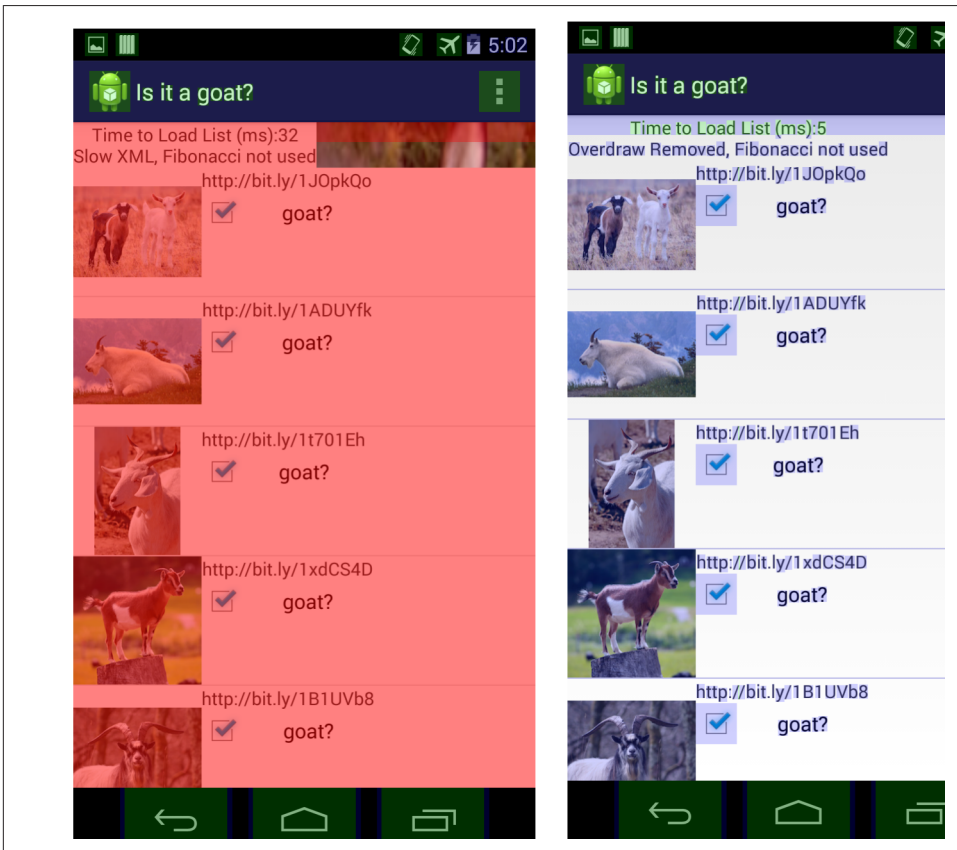 5:02
Is it a goat?
Time to Load List (ms):32
Slow XML, Fibonacci not used
http://bit.ly/1JOpkQo
goat?
http://bit.ly/1ADUYfk
goat?
http://bit.ly/1t701Eh
goat?
http://bit.ly/1xdCS4D
goat?
http://bit.ly/1B1UVb8
goat?
Is it a goat?
Time to Load List (ms):5
Overdraw Removed, Fibonacci not used
http://bit.ly/1JOpkQo
goat?
http://bit.ly/1ADUYfk
goat?
http://bit.ly/1t701Eh
goat?
http://bit.ly/1xdCS4D
goat?
http://bit.ly/1B1UVb8
goat?